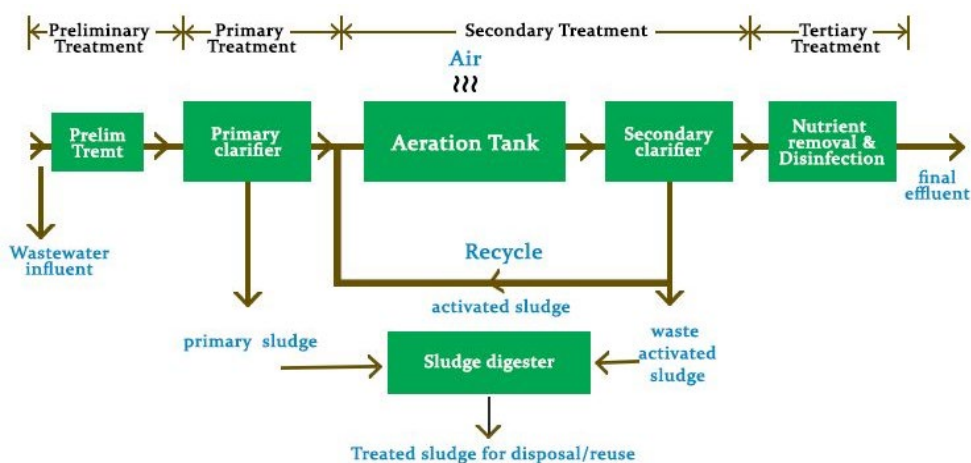 Preliminary
Treatment
Primary
Treatment
Secondary Treatment
Tertiary
Treatment
Air
Prelim
Tremt
Primary
clarifier
Aeration Tank
Secondary
clarifier
Nutrient
removal &
Disinfection
final
effluent
Wastewater
influent
Recycle
activated sludge
primary sludge
Sludge digester
waste
activated
sludge
Treated sludge for disposal/reuse